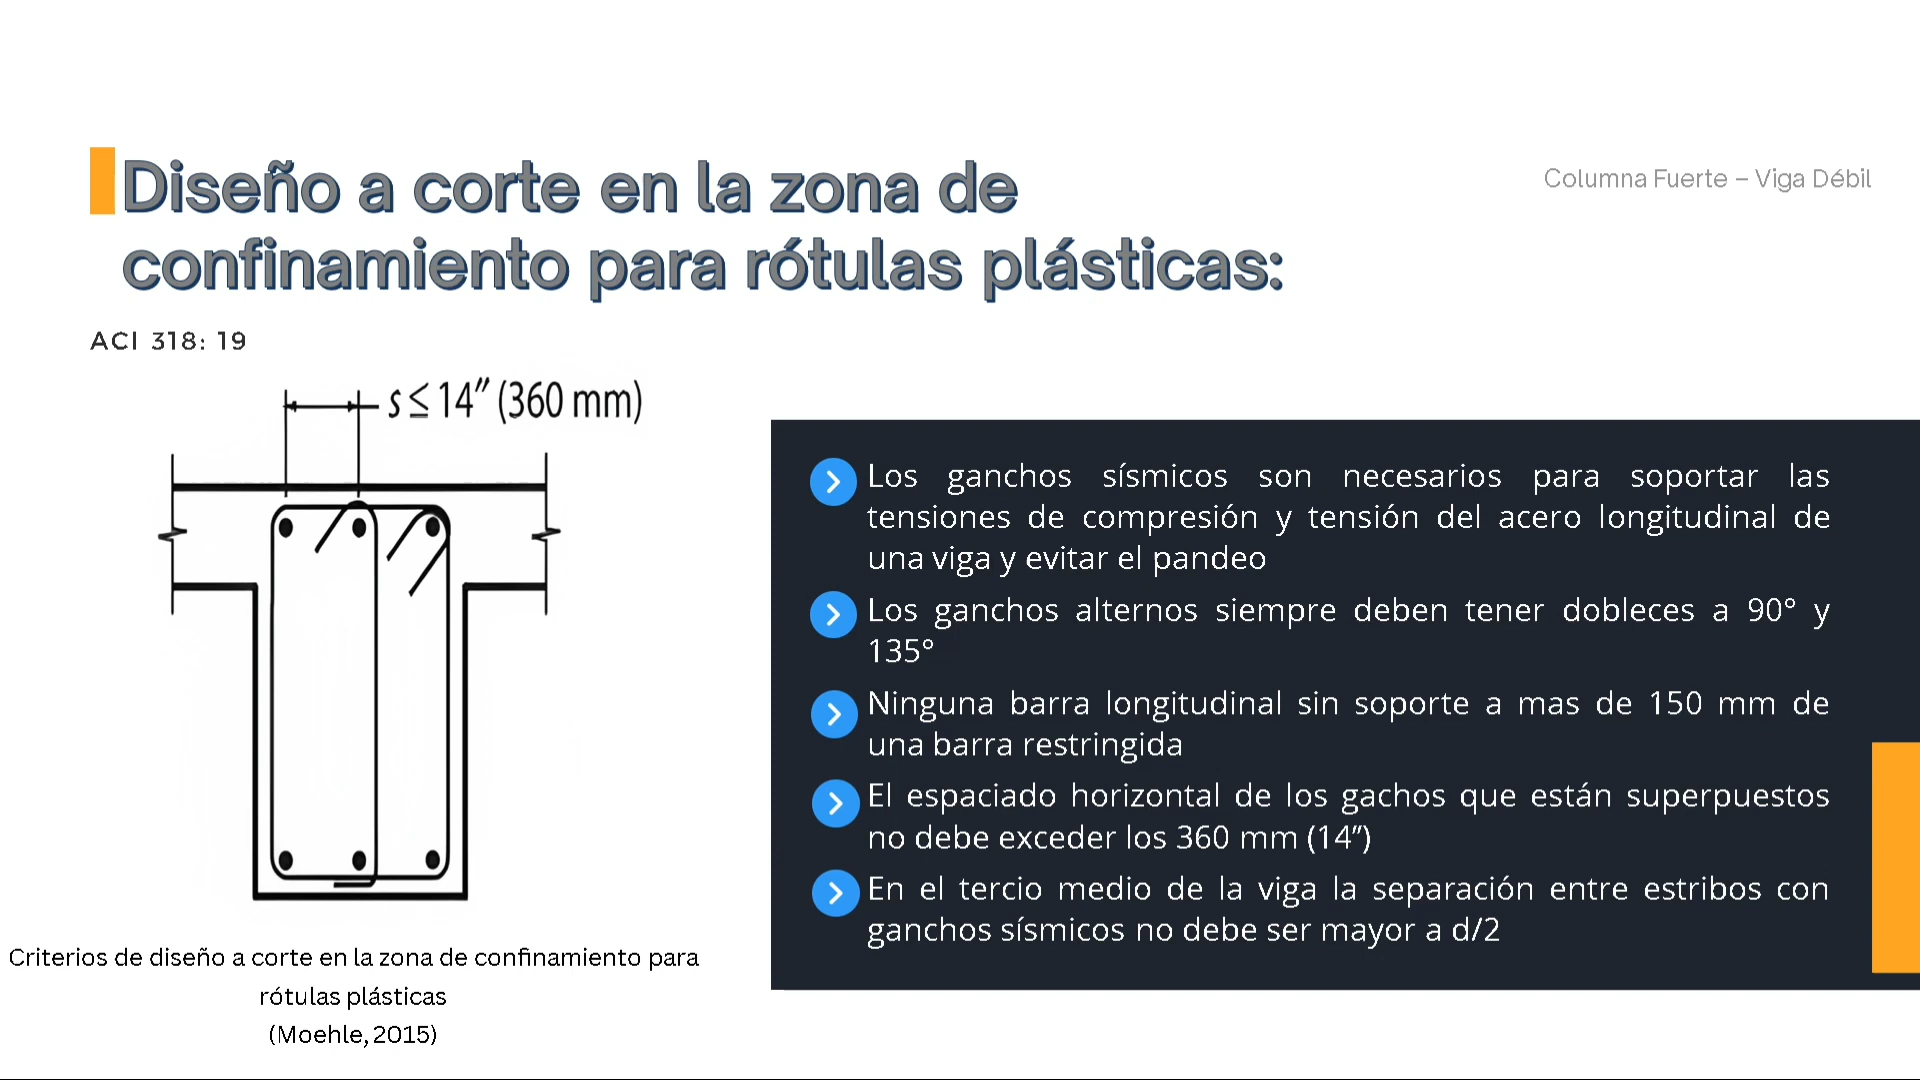 Diseño a corte en la zona de
confinamiento para rótulas plásticas:
Columna Fuerte – Viga Débil
ACI 318: 19
s ≤ 14″ (360 mm)
Los ganchos sísmicos son necesarios para soportar las
tensiones de compresión y tensión del acero longitudinal de
una viga y evitar el pandeo
Los ganchos alternos siempre deben tener dobleces a 90° y
135°
Ninguna barra longitudinal sin soporte a mas de 150 mm de
una barra restringida
El espaciado horizontal de los gachos que están superpuestos
no debe exceder los 360 mm (14”)
En el tercio medio de la viga la separación entre estribos con
ganchos sísmicos no debe ser mayor a d/2
Criterios de diseño a corte en la zona de confinamiento para
rótulas plásticas
(Moehle, 2015)